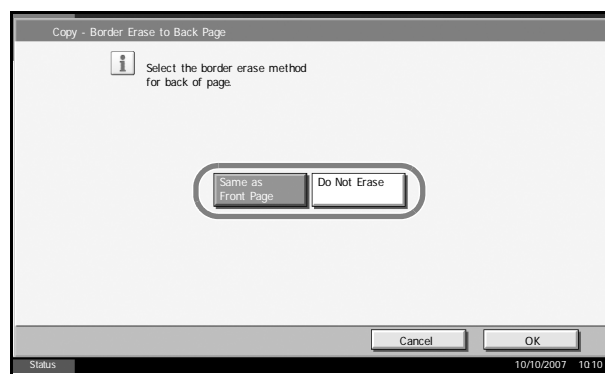 Copy - Border Erase to Back Page
Select the border erase method
for back of page.
Same as
Front Page
Do Not Erase
Cancel
OK
Status
10/10/2007 10:10